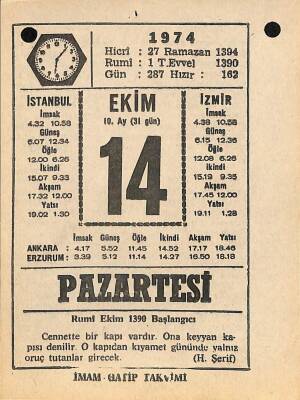 1974
Hicrî : 27 Ramazan 1394
Rumî : 1 T.Evvel 1390
Gün : 287 Hızır : 162
İSTANBUL
İmsak
4.32 10.58
Güneş
6.07 12.34
Öğle
12.00 6.26
İkindi
15.07 9.33
Akşam
17.32 12.00
Yatsı
19.02 1.30
EKİM
10. Ay (31 gün)
14
İZMİR
İmsak
4.38 10.58
Güneş
6.15 12.36
Öğle
12.08 6.26
İkindi
15.19 9.35
Akşam
17.40 12.00
Yatsı
19.11 1.28
İmsak Güneş Öğle İkindi Akşam Yatsı
ANKARA : 4.17 5.52 11.45 14.52 17.17 18.46
ERZURUM : 3.39 5.12 11.14 14.27 16.50 18.18
PAZARTESİ
Rumî Ekim 1390 Başlangıcı
Cennette bir kapı vardır. Ona keyyan ka-
pısı denilir. O kapıdan kıyamet gününde yalnız
oruç tutanlar girecek. (H. Şerif)
İMAM-HATİP TAKVİMİ